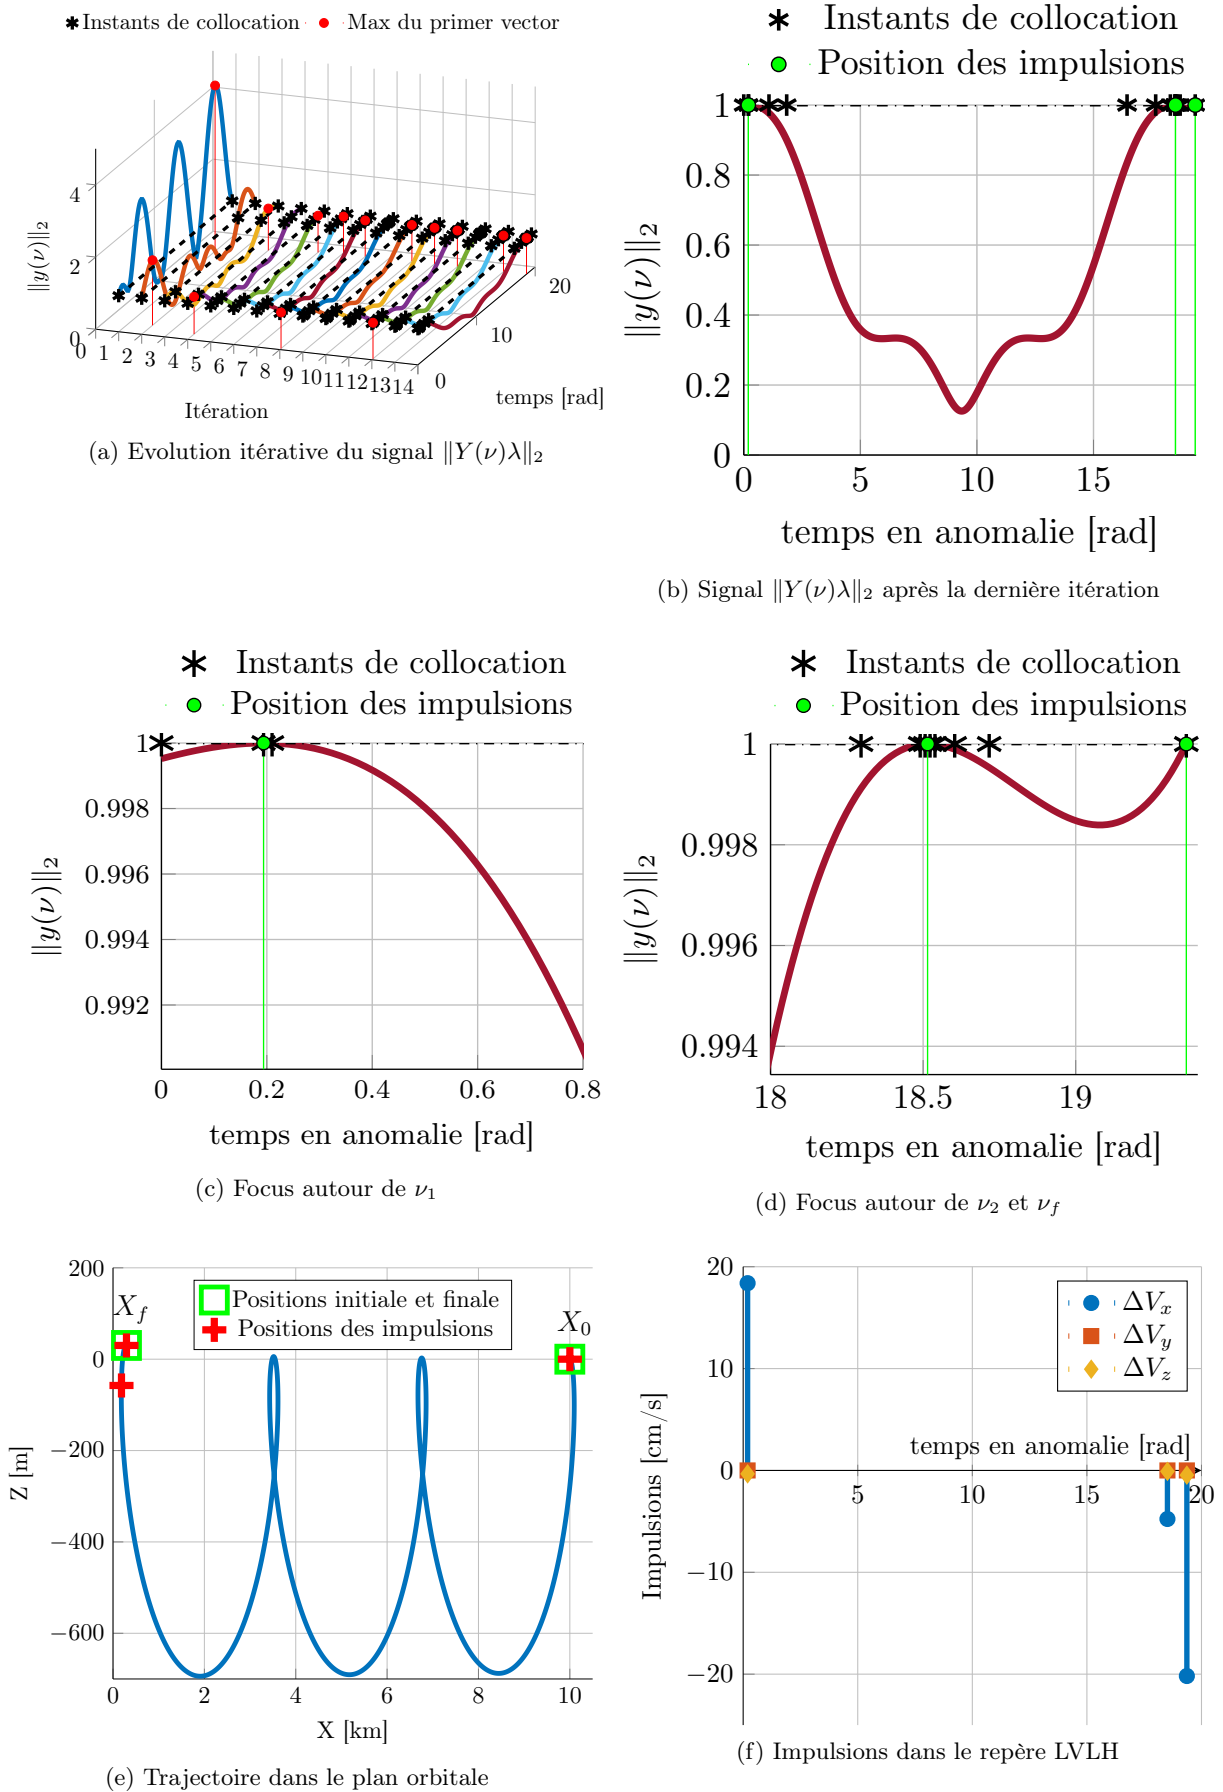 Instants de collocation Max du primer vector
‖y(ν)‖₂
4
2
0
0 1 2 3 4 5 6 7 8 9 10 11 12 13 14
0
10
20
Itération
temps [rad]
(a) Evolution itérative du signal ‖Y(ν)λ‖₂
Instants de collocation
Position des impulsions
‖y(ν)‖₂
1
0.8
0.6
0.4
0.2
0
0 5 10 15
temps en anomalie [rad]
(b) Signal ‖Y(ν)λ‖₂ après la dernière itération
Instants de collocation
Position des impulsions
‖y(ν)‖₂
1
0.998
0.996
0.994
0.992
0 0.2 0.4 0.6 0.8
temps en anomalie [rad]
(c) Focus autour de ν₁
Instants de collocation
Position des impulsions
‖y(ν)‖₂
1
0.998
0.996
0.994
18 18.5 19
temps en anomalie [rad]
(d) Focus autour de ν₂ et ν_f
Positions initiale et finale
Positions des impulsions
X_f
X₀
Z [m]
200
0
−200
−400
−600
0 2 4 6 8 10
X [km]
(e) Trajectoire dans le plan orbitale
ΔV_x
ΔV_y
ΔV_z
Impulsions [cm/s]
20
10
0
−10
−20
temps en anomalie [rad]
5 10 15 20
(f) Impulsions dans le repère LVLH